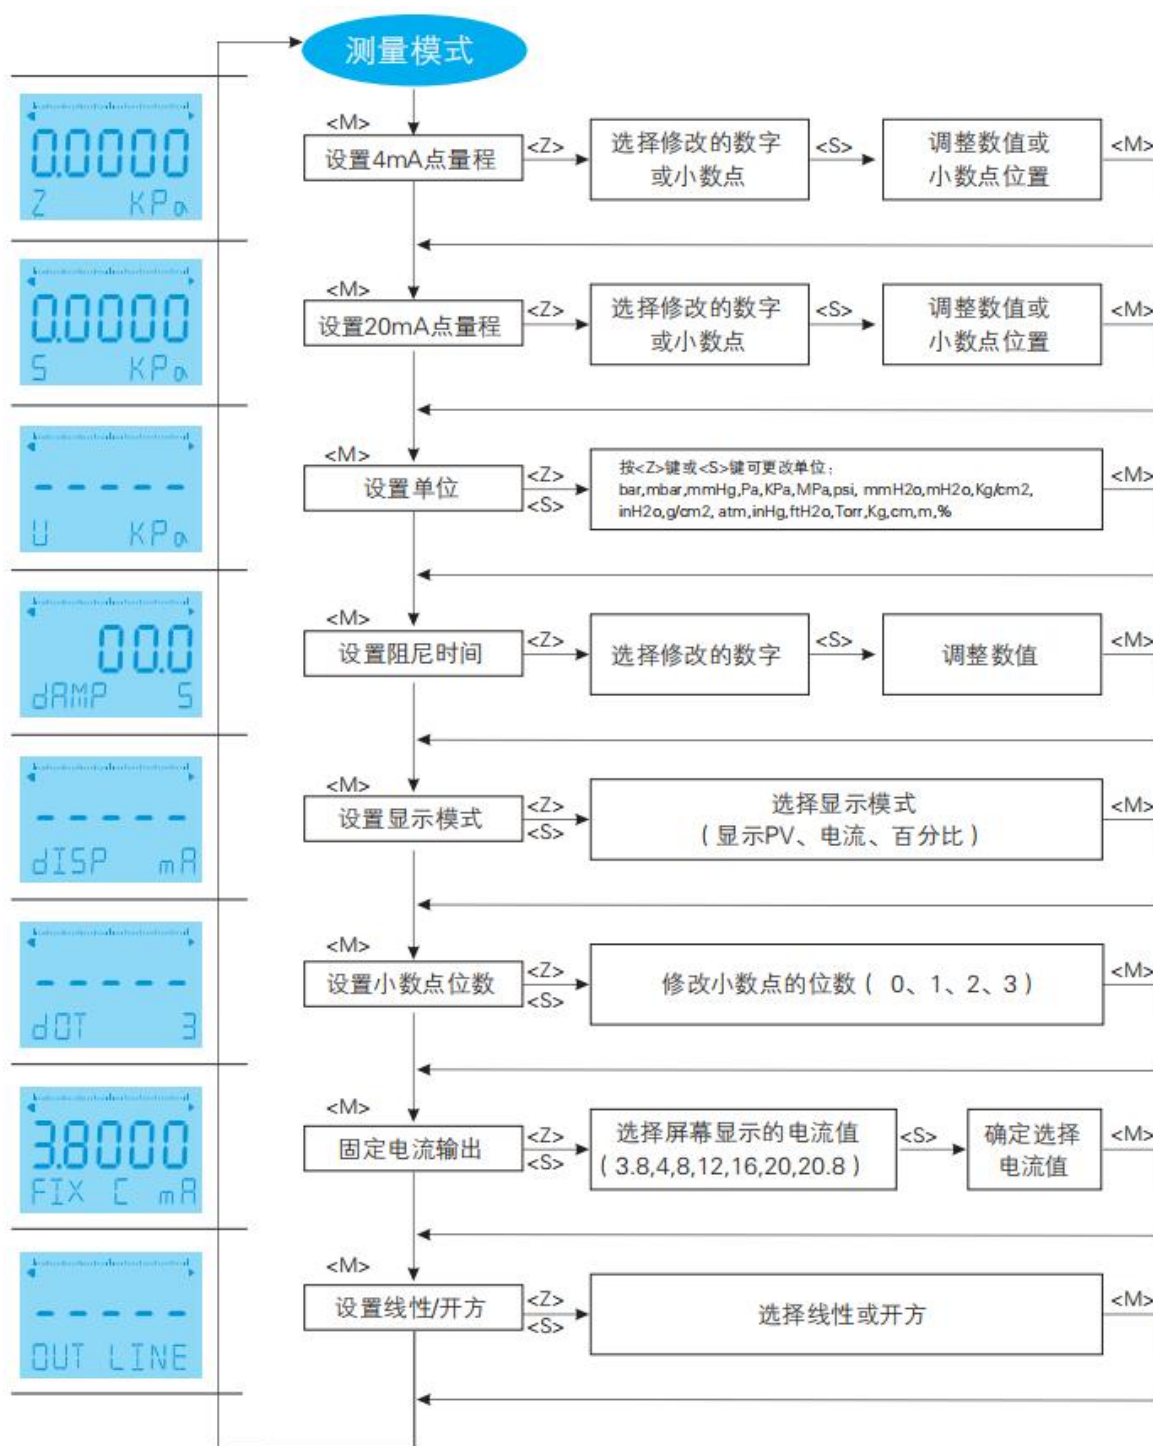 测量模式
0.0000
Z KPa
<M>
设置4mA点量程
<Z>
选择修改的数字
或小数点
<S>
调整数值或
小数点位置
<M>
0.0000
S KPa
<M>
设置20mA点量程
<Z>
选择修改的数字
或小数点
<S>
调整数值或
小数点位置
<M>
-----
U KPa
<M>
设置单位
<Z>
<S>
按<Z>键或<S>键可更改单位：
bar,mbar,mmHg,Pa,KPa,MPa,psi, mmH2o,mH2o,Kg/cm2,
inH2o,g/cm2, atm,inHg,ftH2o,Torr,Kg,cm,m,%
<M>
00.0
dAMP S
<M>
设置阻尼时间
<Z>
选择修改的数字
<S>
调整数值
<M>
-----
dISP mA
<M>
设置显示模式
<Z>
<S>
选择显示模式
（显示PV、电流、百分比）
<M>
-----
dOT 3
<M>
设置小数点位数
<Z>
<S>
修改小数点的位数（ 0、1、2、3）
<M>
3.8000
FIX C mA
<M>
固定电流输出
<Z>
<S>
选择屏幕显示的电流值
（3.8,4,8,12,16,20,20.8）
<S>
确定选择
电流值
<M>
-----
OUT LINE
<M>
设置线性/开方
<Z>
<S>
选择线性或开方
<M>